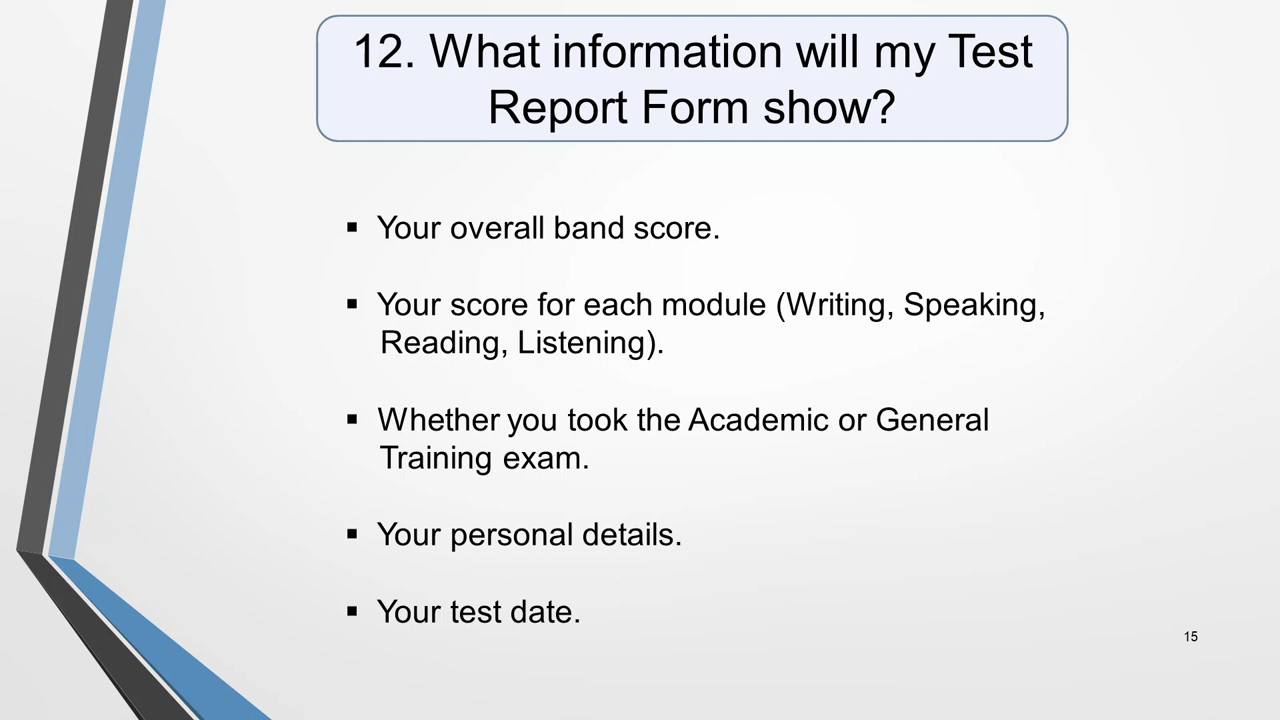 12. What information will my Test
Report Form show?
▪ Your overall band score.
▪ Your score for each module (Writing, Speaking,
Reading, Listening).
▪ Whether you took the Academic or General
Training exam.
▪ Your personal details.
▪ Your test date.
15